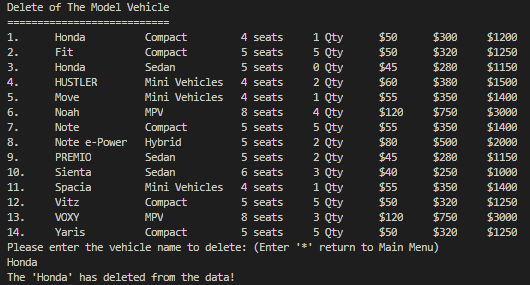 Delete of The Model Vehicle
===========================
1. Honda Compact 4 seats 1 Qty $50 $300 $1200
2. Fit Compact 5 seats 5 Qty $50 $320 $1250
3. Honda Sedan 5 seats 0 Qty $45 $280 $1150
4. HUSTLER Mini Vehicles 4 seats 2 Qty $60 $380 $1500
5. Move Mini Vehicles 4 seats 1 Qty $55 $350 $1400
6. Noah MPV 8 seats 4 Qty $120 $750 $3000
7. Note Compact 5 seats 5 Qty $55 $350 $1400
8. Note e-Power Hybrid 5 seats 2 Qty $80 $500 $2000
9. PREMIO Sedan 5 seats 2 Qty $45 $280 $1150
10. Sienta Sedan 6 seats 3 Qty $40 $250 $1000
11. Spacia Mini Vehicles 4 seats 1 Qty $55 $350 $1400
12. Vitz Compact 5 seats 5 Qty $50 $320 $1250
13. VOXY MPV 8 seats 3 Qty $120 $750 $3000
14. Yaris Compact 5 seats 5 Qty $50 $320 $1250
Please enter the vehicle name to delete: (Enter '*' return to Main Menu)
Honda
The 'Honda' has deleted from the data!